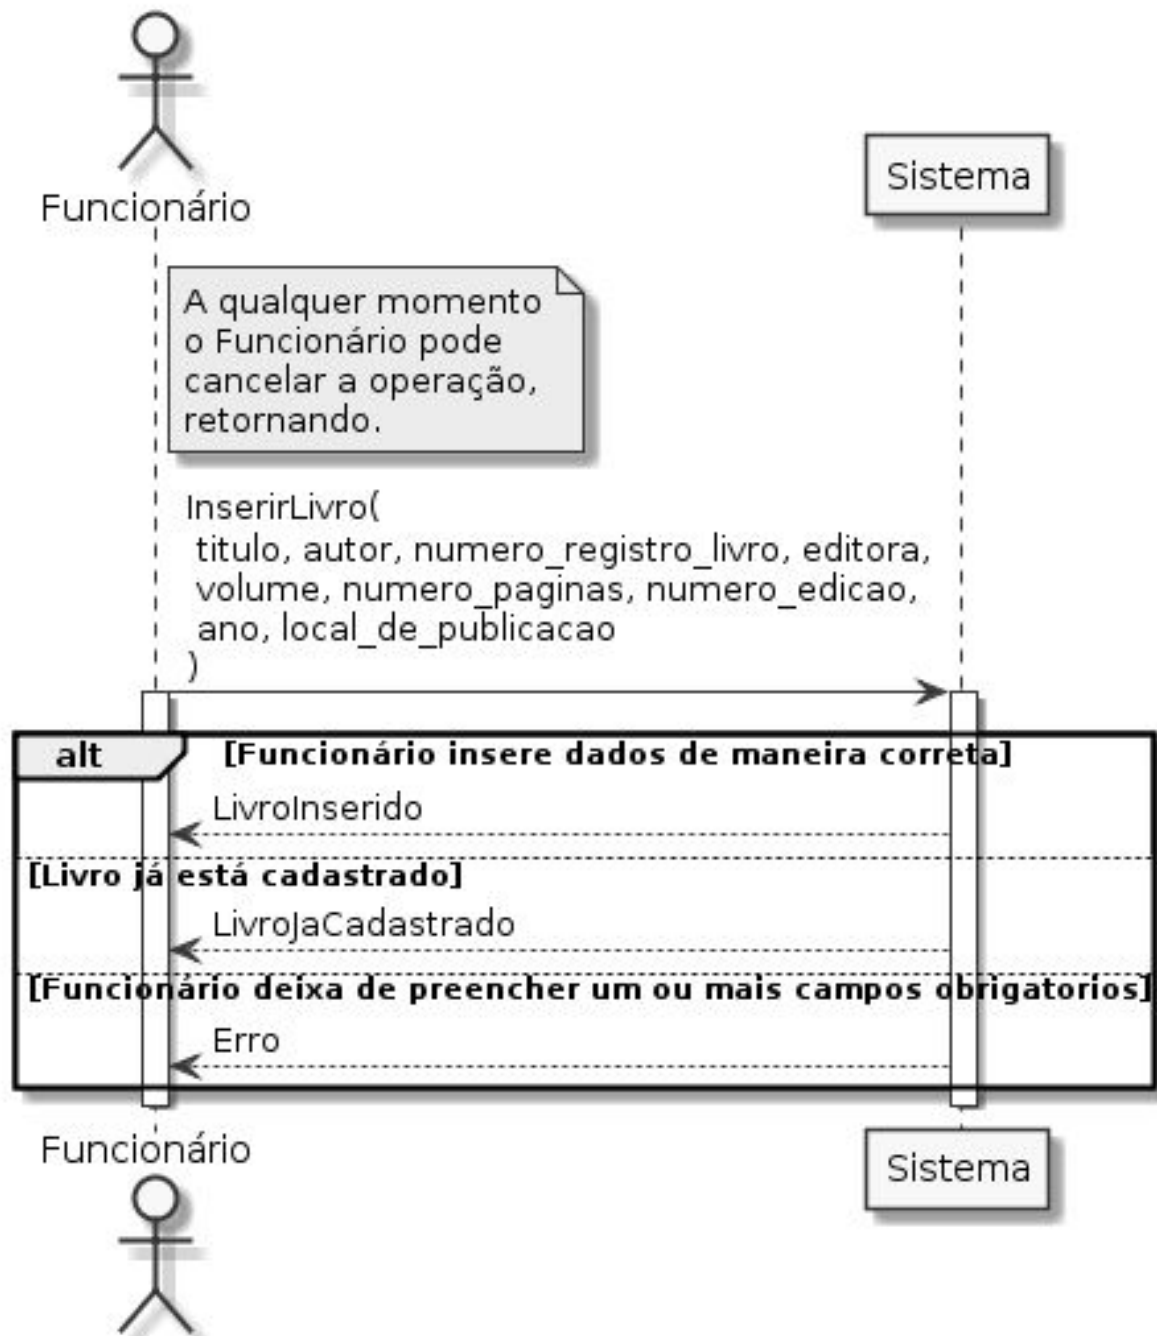 Funcionário
Sistema
A qualquer momento
o Funcionário pode
cancelar a operação,
retornando.
InserirLivro(
titulo, autor, numero_registro_livro, editora,
volume, numero_paginas, numero_edicao,
ano, local_de_publicacao
)
alt [Funcionário insere dados de maneira correta]
LivroInserido
[Livro já está cadastrado]
LivroJaCadastrado
[Funcionário deixa de preencher um ou mais campos obrigatorios]
Erro
Funcionário
Sistema